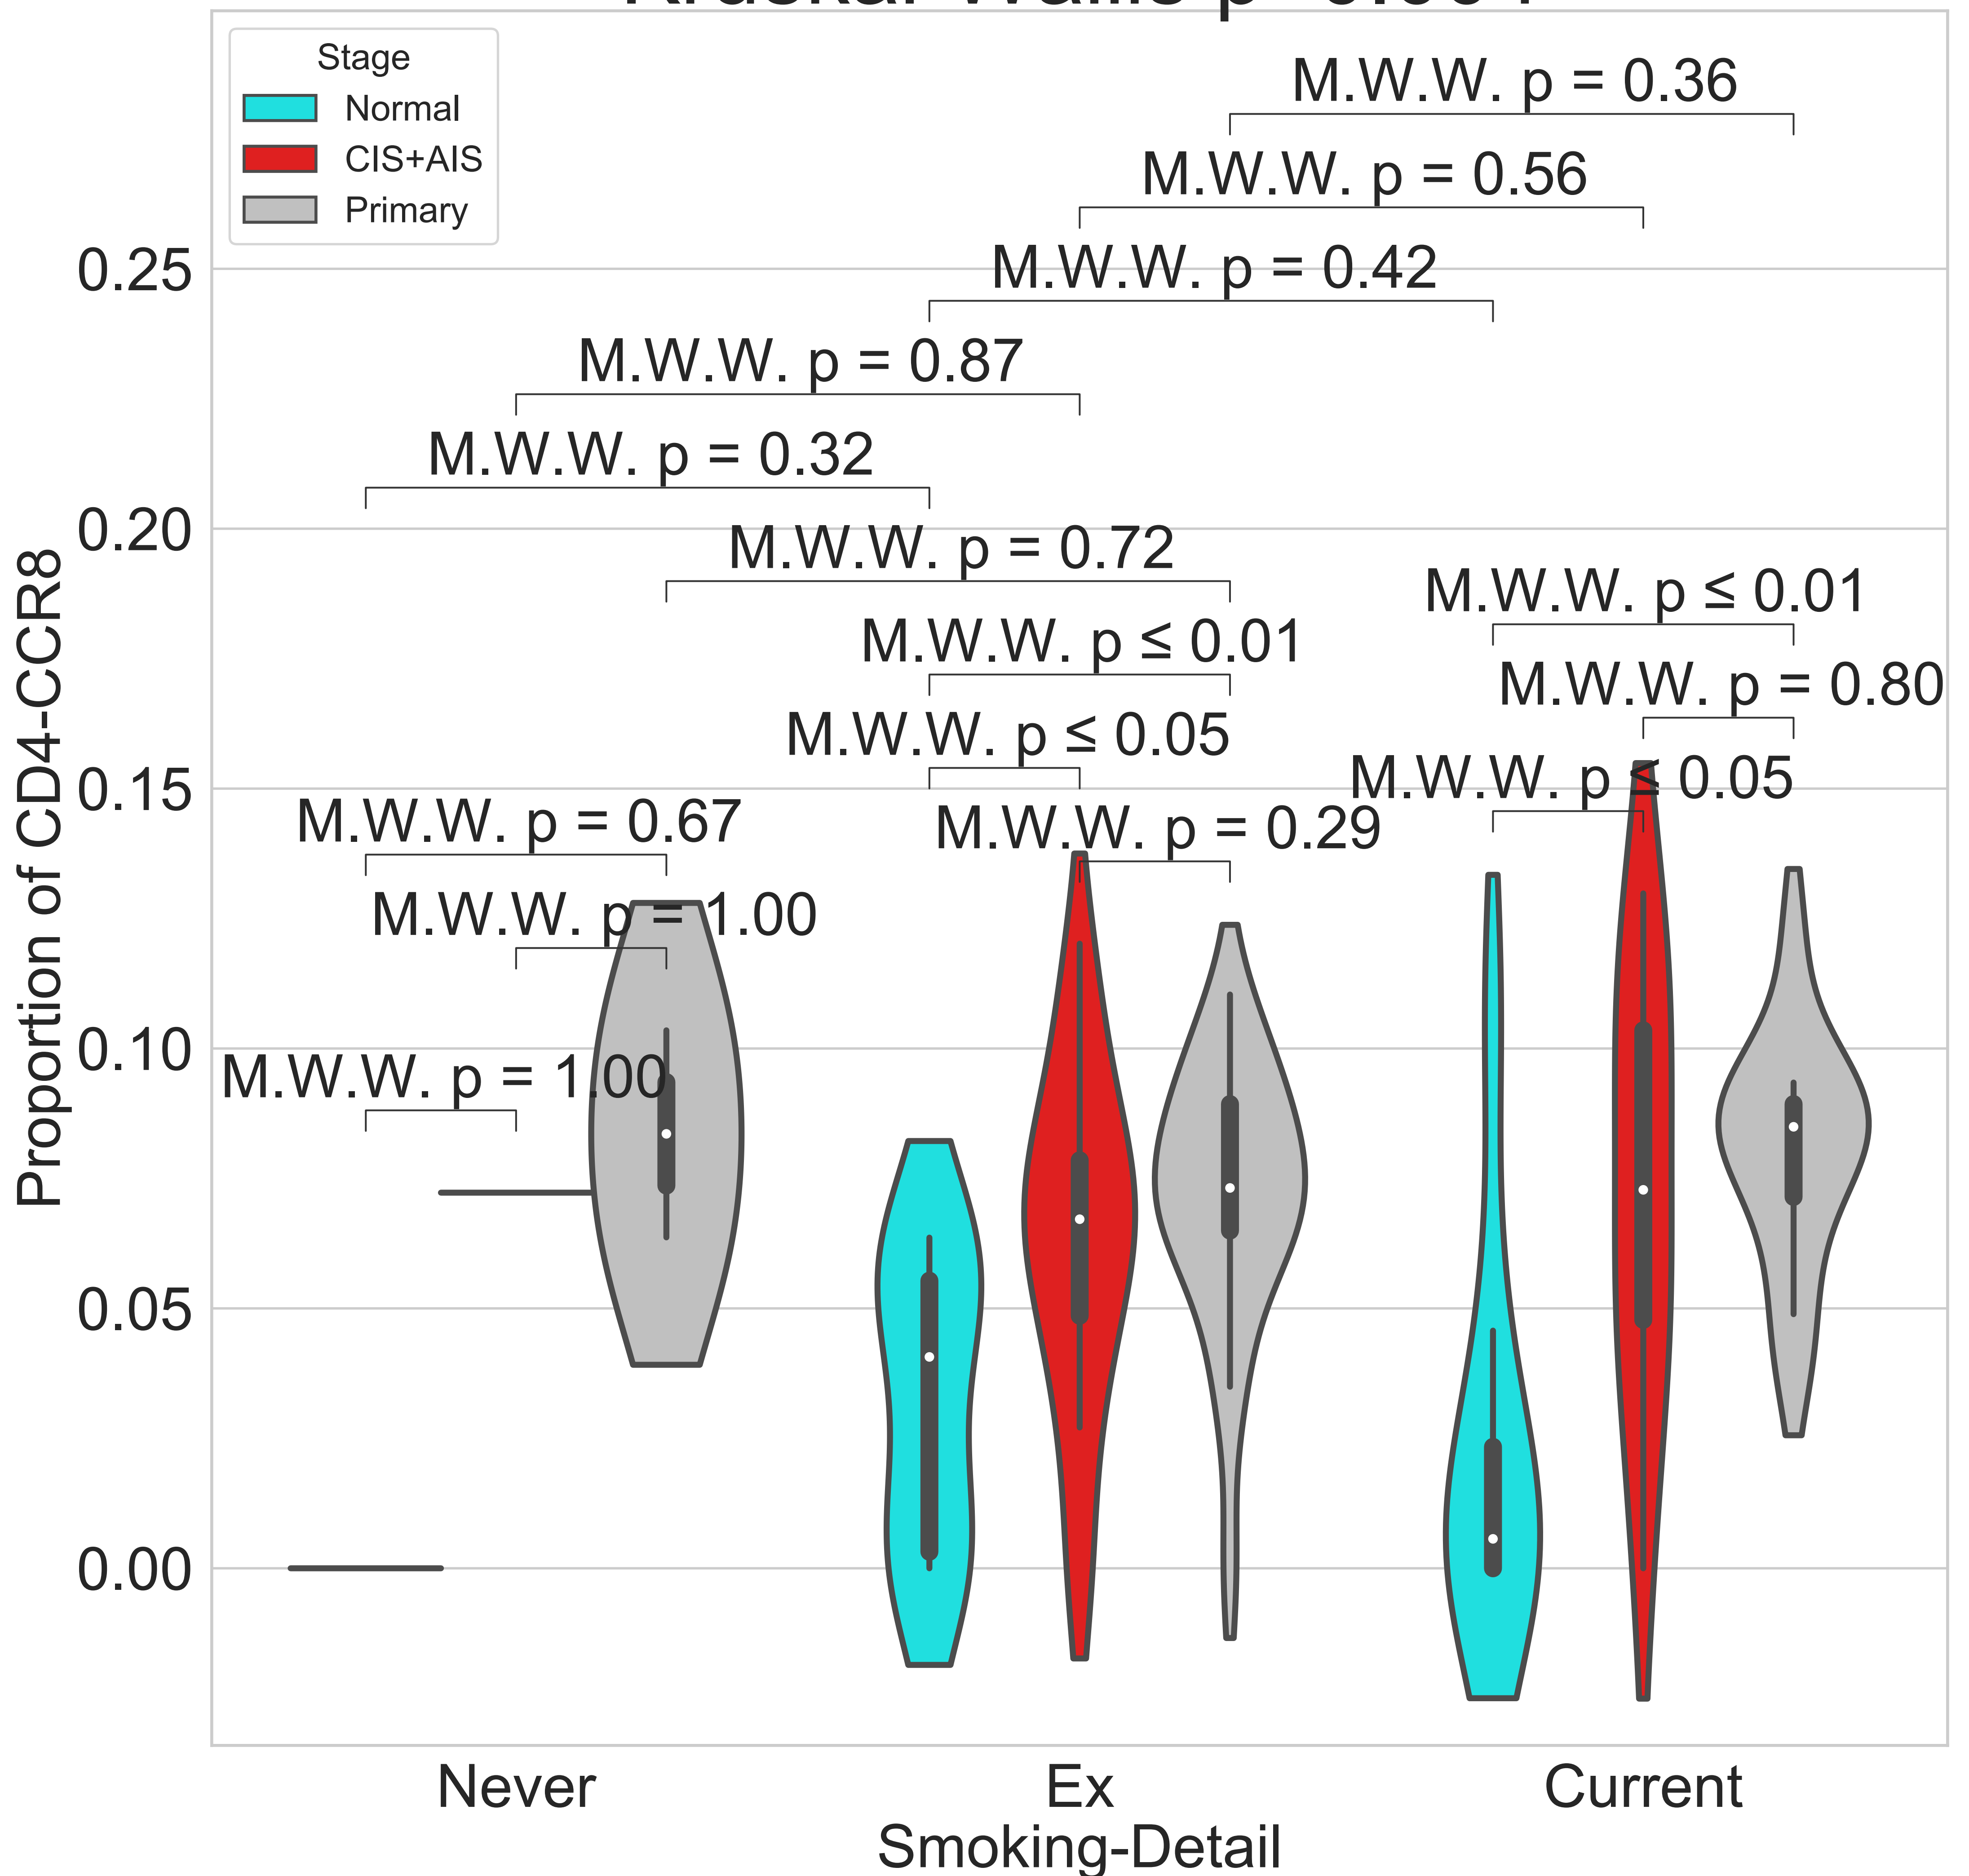 Stage
Normal
CIS+AIS
Primary
M.W.W. p = 0.36
M.W.W. p = 0.56
0.25
M.W.W. p = 0.42
M.W.W. p = 0.87
M.W.W. p = 0.32
0.20
M.W.W. p = 0.72
M.W.W. p ≤ 0.01
M.W.W. p ≤ 0.01
M.W.W. p = 0.80
M.W.W. p ≤ 0.05
M.W.W. p ≤ 0.05
0.15
M.W.W. p = 0.67
M.W.W. p = 0.29
M.W.W. p = 1.00
0.10
M.W.W. p = 1.00
0.05
0.00
Proportion of CD4-CCR8
Never
Ex
Current
Smoking-Detail